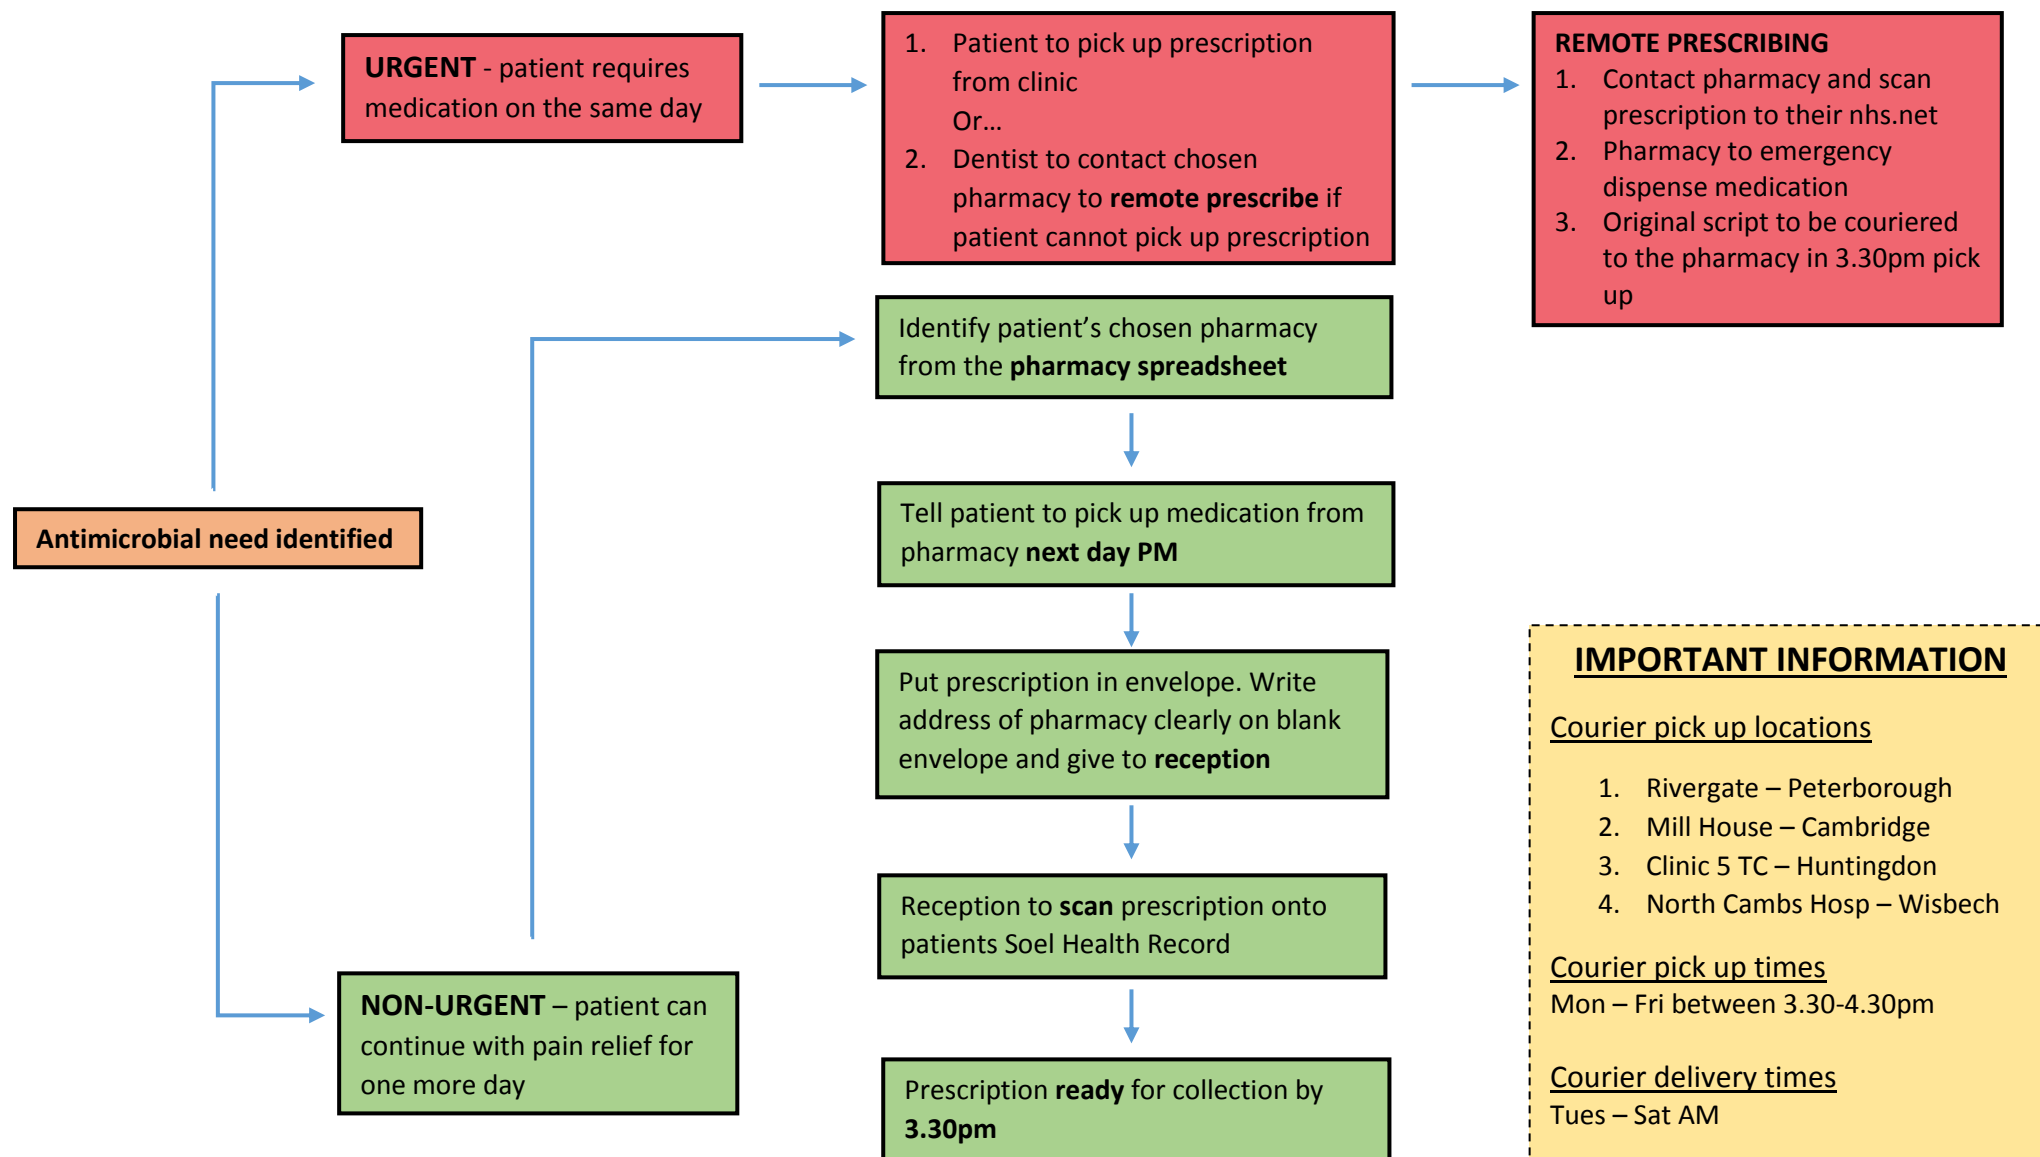 URGENT - patient requires
medication on the same day
1. Patient to pick up prescription
from clinic
Or…
2. Dentist to contact chosen
pharmacy to remote prescribe if
patient cannot pick up prescription
REMOTE PRESCRIBING
1. Contact pharmacy and scan
prescription to their nhs.net
2. Pharmacy to emergency
dispense medication
3. Original script to be couriered
to the pharmacy in 3.30pm pick
up
Identify patient’s chosen pharmacy
from the pharmacy spreadsheet
Tell patient to pick up medication from
pharmacy next day PM
Antimicrobial need identified
Put prescription in envelope. Write
address of pharmacy clearly on blank
envelope and give to reception
Reception to scan prescription onto
patients Soel Health Record
NON-URGENT – patient can
continue with pain relief for
one more day
Prescription ready for collection by
3.30pm
IMPORTANT INFORMATION
Courier pick up locations
1. Rivergate – Peterborough
2. Mill House – Cambridge
3. Clinic 5 TC – Huntingdon
4. North Cambs Hosp – Wisbech
Courier pick up times
Mon – Fri between 3.30-4.30pm
Courier delivery times
Tues – Sat AM